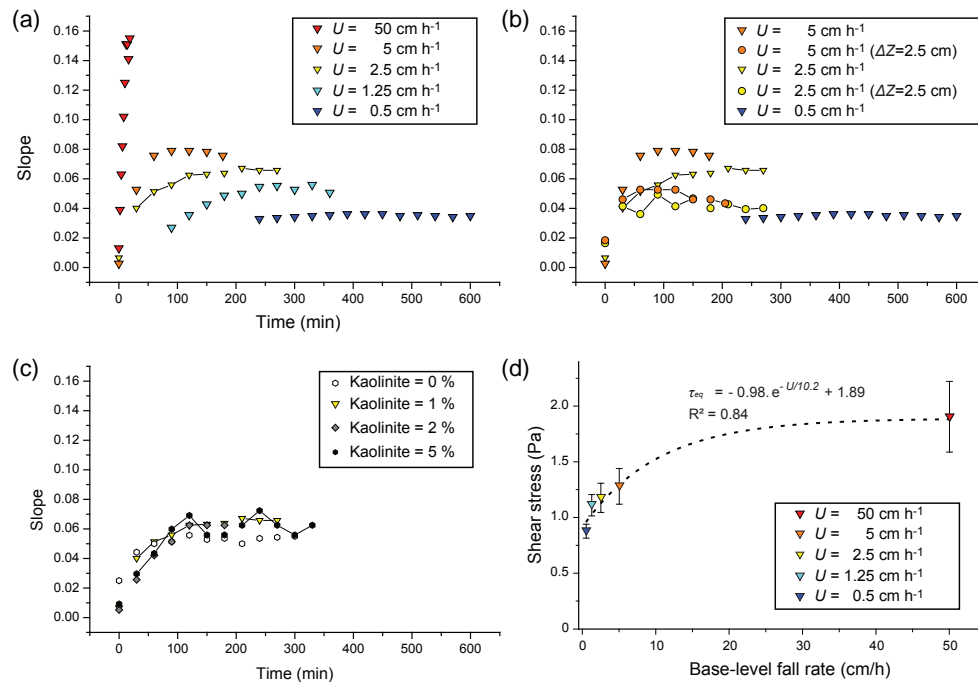 (a)
0.16
0.14
0.12
0.10
0.08
0.06
0.04
0.02
0.00
Slope
U = 50 cm h-1
U = 5 cm h-1
U = 2.5 cm h-1
U = 1.25 cm h-1
U = 0.5 cm h-1
0 100 200 300 400 500 600
Time (min)
(b)
0.16
0.14
0.12
0.10
0.08
0.06
0.04
0.02
0.00
U = 5 cm h-1
U = 5 cm h-1 (ΔZ=2.5 cm)
U = 2.5 cm h-1
U = 2.5 cm h-1 (ΔZ=2.5 cm)
U = 0.5 cm h-1
0 100 200 300 400 500 600
(c)
0.16
0.14
0.12
0.10
0.08
0.06
0.04
0.02
0.00
Slope
Kaolinite = 0 %
Kaolinite = 1 %
Kaolinite = 2 %
Kaolinite = 5 %
0 100 200 300 400 500 600
Time (min)
(d)
2.0
1.5
1.0
0.5
0
Shear stress (Pa)
τeq = - 0.98. e-U/10.2 + 1.89
R² = 0.84
U = 50 cm h-1
U = 5 cm h-1
U = 2.5 cm h-1
U = 1.25 cm h-1
U = 0.5 cm h-1
0 10 20 30 40 50
Base-level fall rate (cm/h)